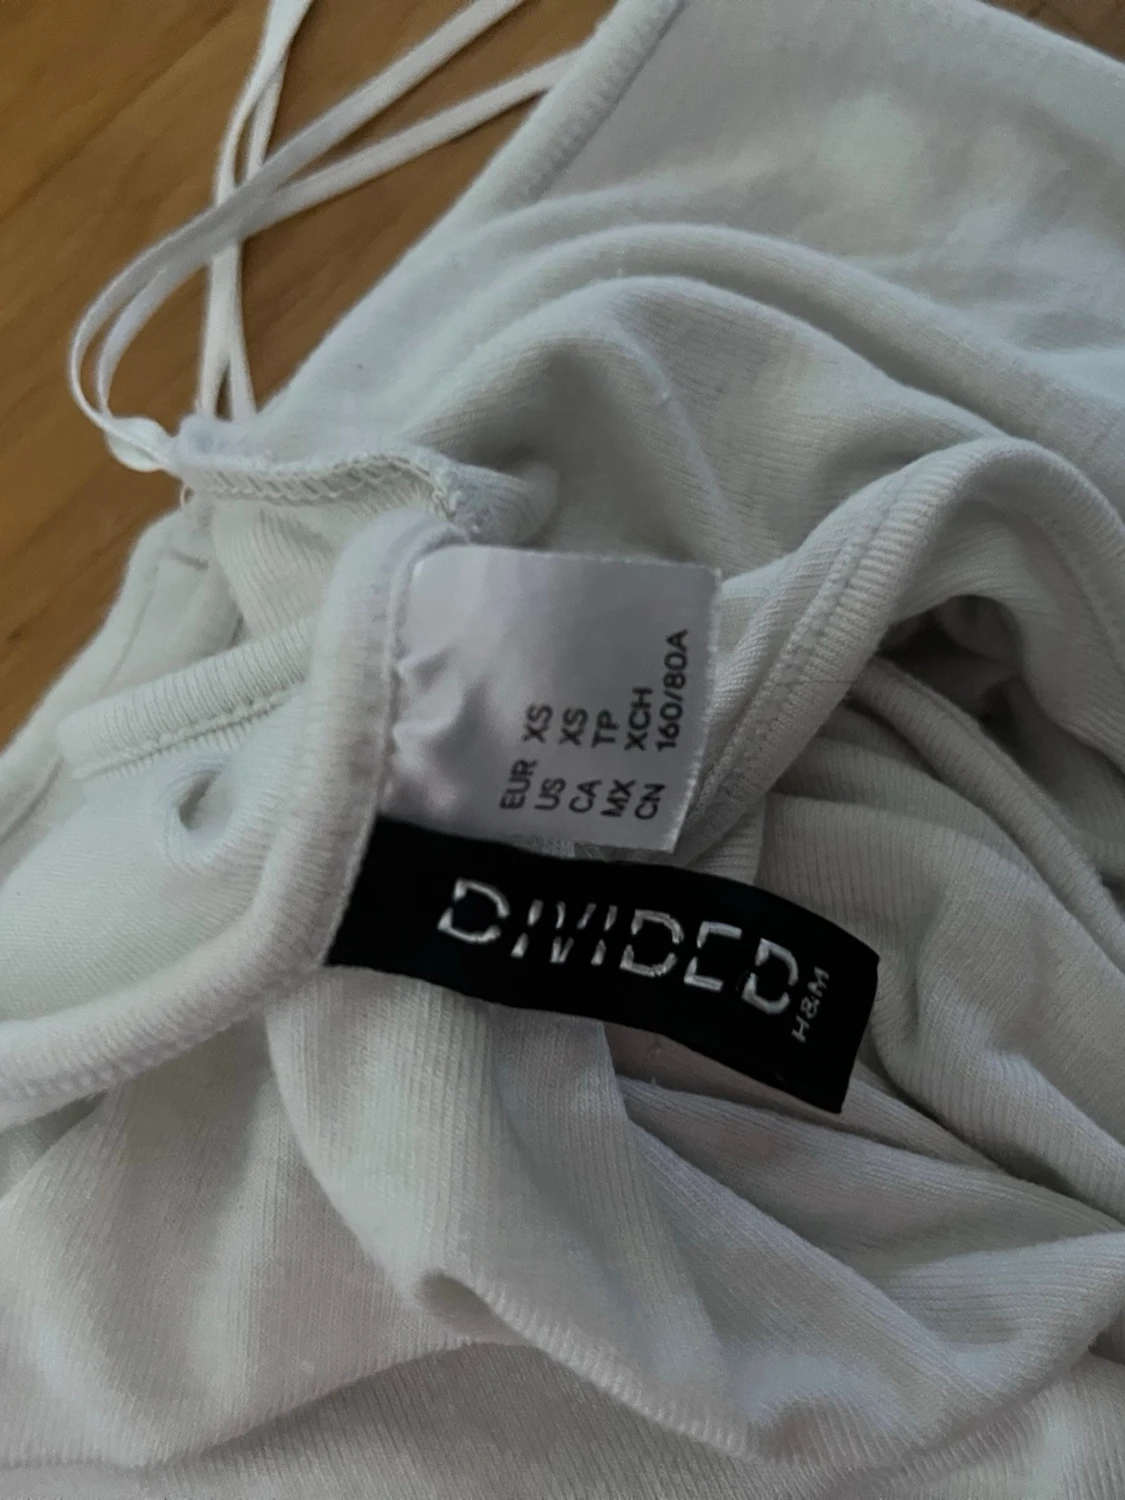 EUR XS
US XS
CA TP
MX XCH
CN 160/80A
DIVIDED
H&M